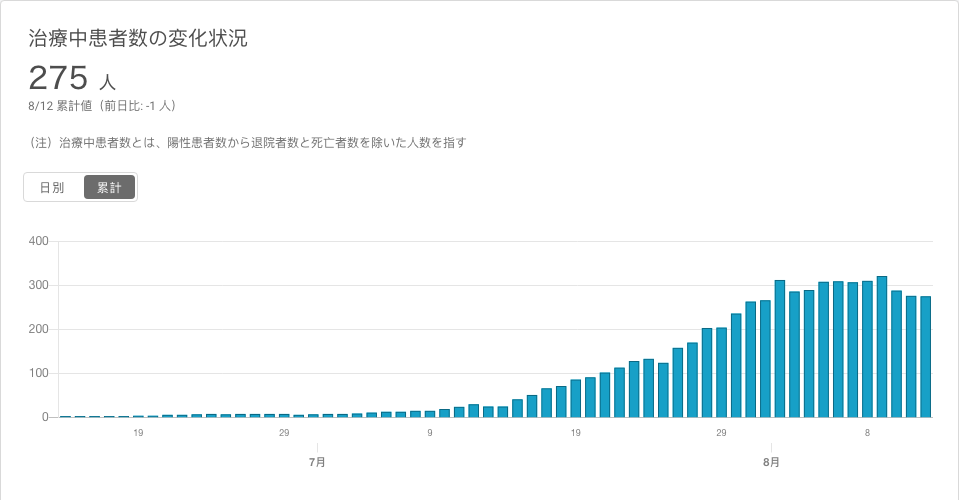 治療中患者数の変化状況
275 人
8/12 累計値（前日比: -1 人）
（注）治療中患者数とは、陽性患者数から退院者数と死亡者数を除いた人数を指す
日別 累計
400
300
200
100
0
19 29 9 19 29 8
7月 8月